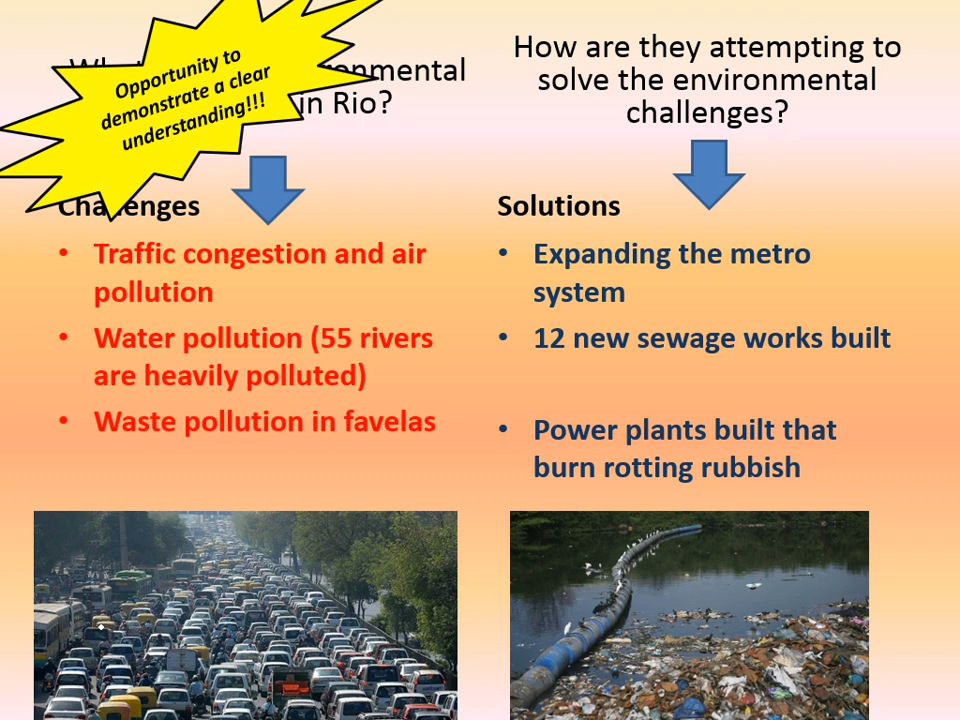 Opportunity to
demonstrate a clear
understanding!!!
in Rio?
How are they attempting to
solve the environmental
challenges?
Challenges
• Traffic congestion and air
pollution
• Water pollution (55 rivers
are heavily polluted)
• Waste pollution in favelas
Solutions
• Expanding the metro
system
• 12 new sewage works built
• Power plants built that
burn rotting rubbish